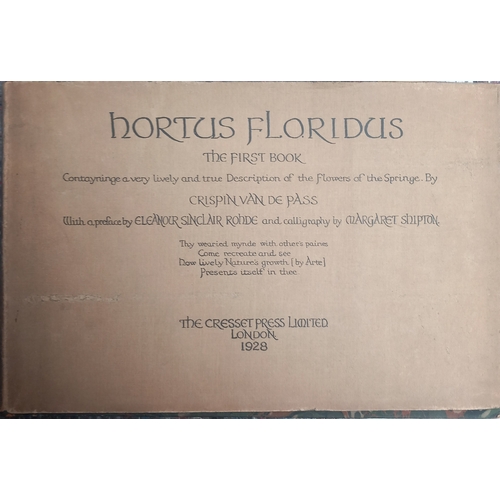 HORTUS FLORIDUS
THE FIRST BOOK
Contayninge a very lively and true Description of the Flowers of the Springe. By
CRISPIN VAN DE PASS
With a preface by ELEANOUR SINCLAIR ROHDE and calligraphy by MARGARET SHIPTON.
Thy wearied mynde with other's paines
Come recreate and see
How lively Nature's growth [by Arte]
Presents itself in thee.
THE CRESSET PRESS LIMITED
LONDON
1928